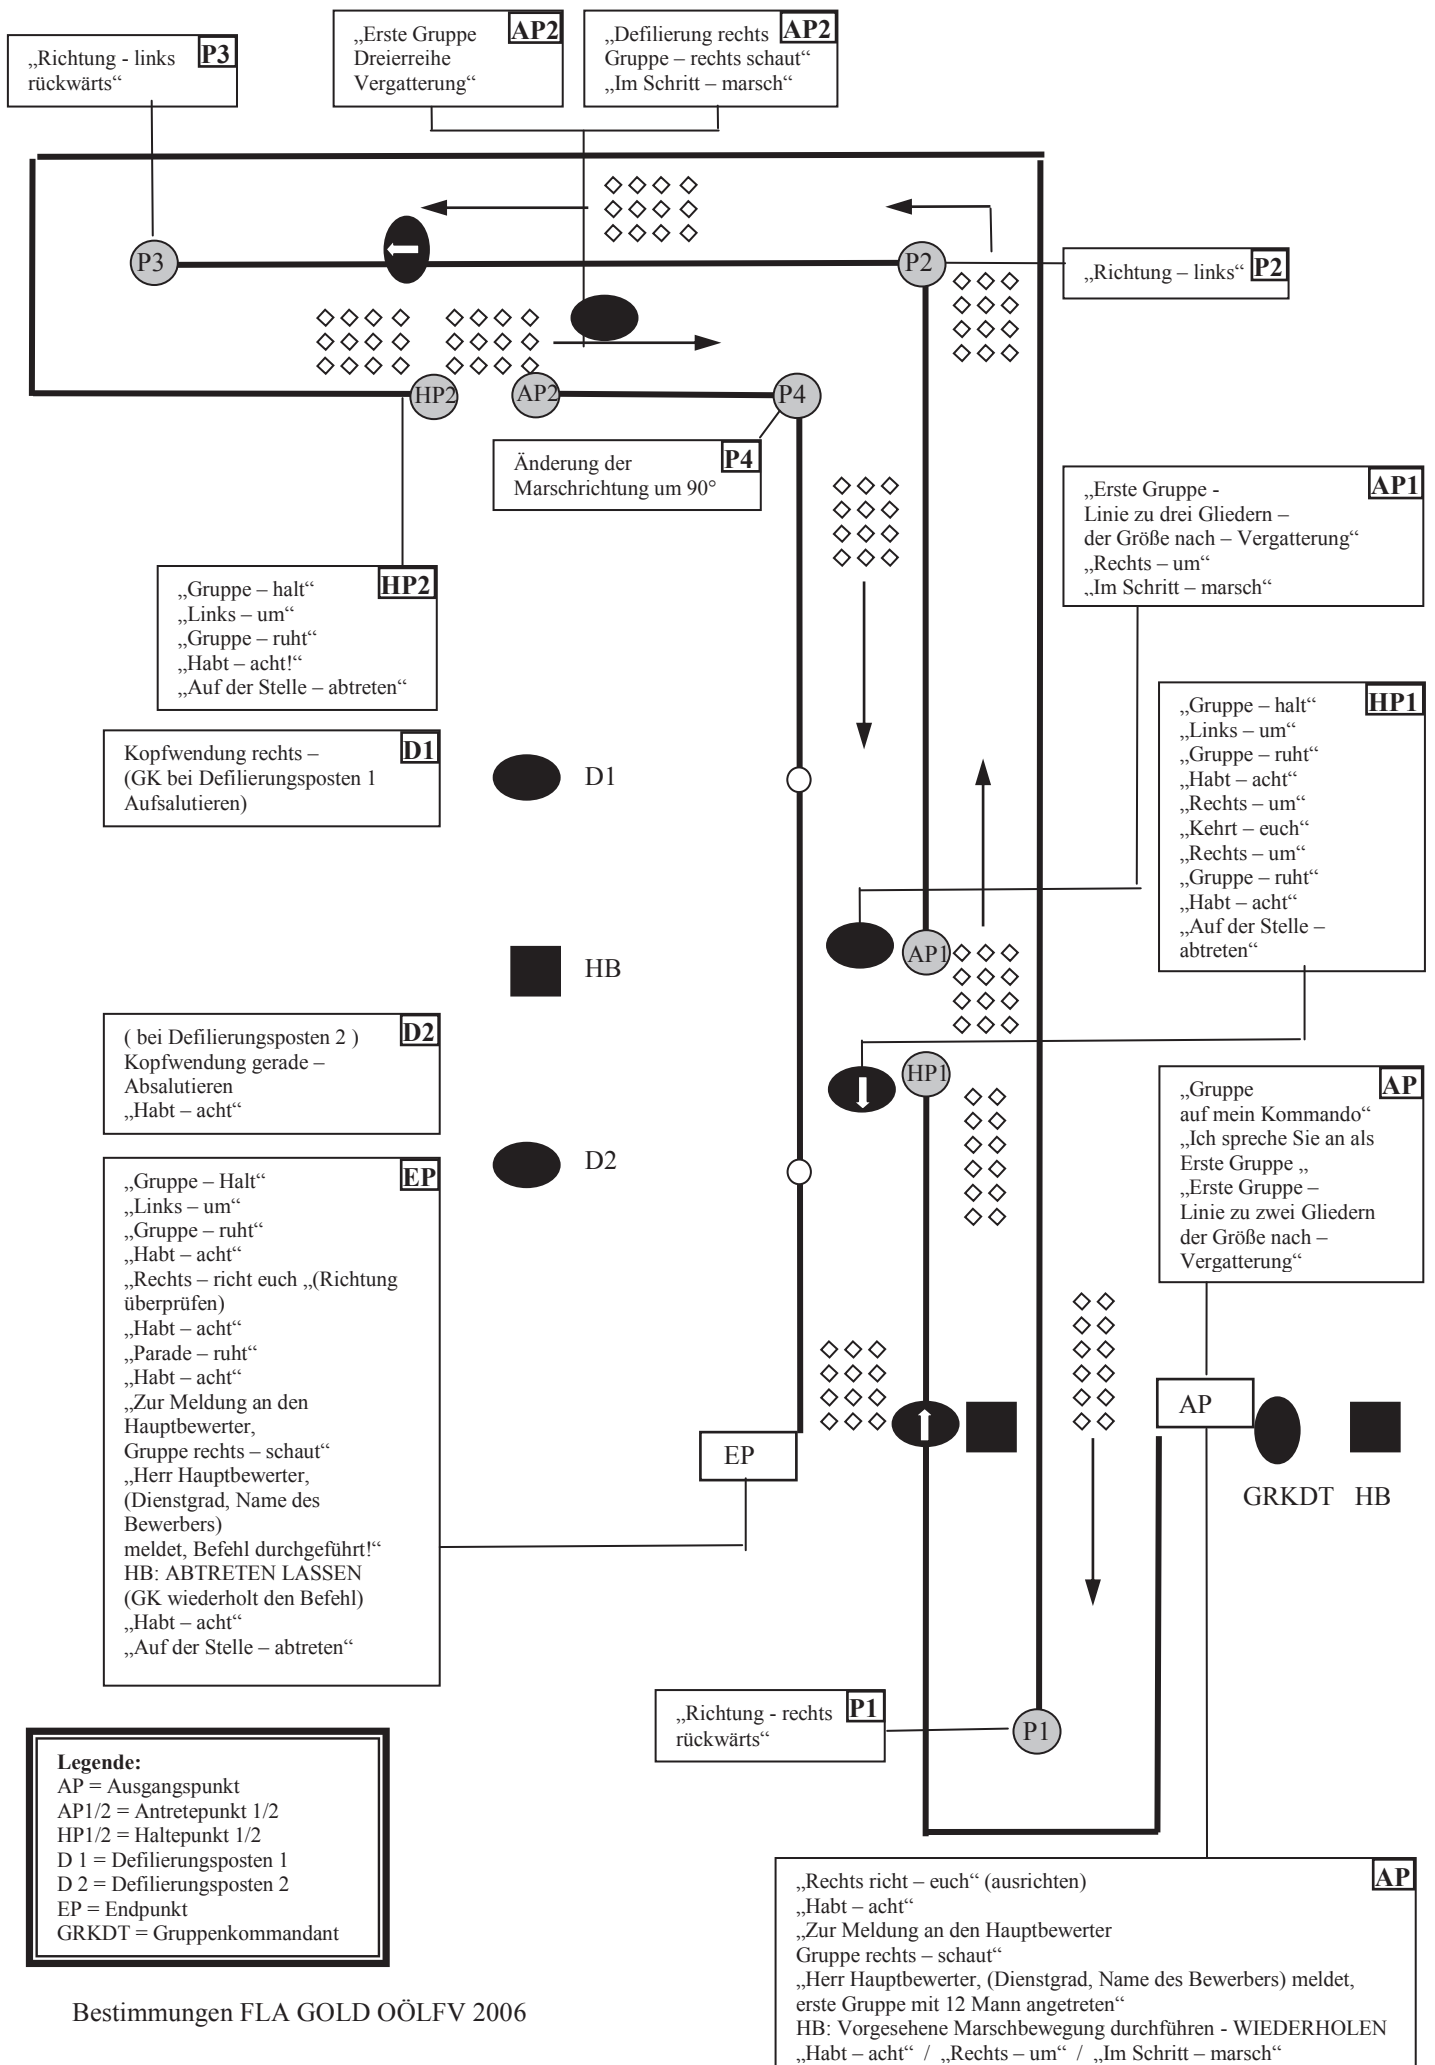 „Richtung - links
rückwärts“
P3
„Erste Gruppe
Dreierreihe
Vergatterung“
AP2
„Defilierung rechts
Gruppe – rechts schaut“
„Im Schritt – marsch“
AP2
P3
P2
„Richtung – links“
P2
HP2
AP2
P4
Änderung der
Marschrichtung um 90°
P4
„Erste Gruppe -
Linie zu drei Gliedern –
der Größe nach – Vergatterung“
„Rechts – um“
„Im Schritt – marsch“
AP1
„Gruppe – halt“
„Links – um“
„Gruppe – ruht“
„Habt – acht!“
„Auf der Stelle – abtreten“
HP2
„Gruppe – halt“
„Links – um“
„Gruppe – ruht“
„Habt – acht“
„Rechts – um“
„Kehrt – euch“
„Rechts – um“
„Gruppe – ruht“
„Habt – acht“
„Auf der Stelle –
abtreten“
HP1
Kopfwendung rechts –
(GK bei Defilierungsposten 1
Aufsalutieren)
D1
D1
AP1
HB
( bei Defilierungsposten 2 )
Kopfwendung gerade –
Absalutieren
„Habt – acht“
D2
HP1
„Gruppe
auf mein Kommando“
„Ich spreche Sie an als
Erste Gruppe „
„Erste Gruppe –
Linie zu zwei Gliedern
der Größe nach –
Vergatterung“
AP
D2
„Gruppe – Halt“
„Links – um“
„Gruppe – ruht“
„Habt – acht“
„Rechts – richt euch „(Richtung
überprüfen)
„Habt – acht“
„Parade – ruht“
„Habt – acht“
„Zur Meldung an den
Hauptbewerter,
Gruppe rechts – schaut“
„Herr Hauptbewerter,
(Dienstgrad, Name des
Bewerbers)
meldet, Befehl durchgeführt!“
HB: ABTRETEN LASSEN
(GK wiederholt den Befehl)
„Habt – acht“
„Auf der Stelle – abtreten“
EP
AP
EP
GRKDT
HB
„Richtung - rechts
rückwärts“
P1
P1
Legende:
AP = Ausgangspunkt
AP1/2 = Antretepunkt 1/2
HP1/2 = Haltepunkt 1/2
D 1 = Defilierungsposten 1
D 2 = Defilierungsposten 2
EP = Endpunkt
GRKDT = Gruppenkommandant
„Rechts richt – euch“ (ausrichten)
„Habt – acht“
„Zur Meldung an den Hauptbewerter
Gruppe rechts – schaut“
„Herr Hauptbewerter, (Dienstgrad, Name des Bewerbers) meldet,
erste Gruppe mit 12 Mann angetreten“
HB: Vorgesehene Marschbewegung durchführen - WIEDERHOLEN
„Habt – acht“ / „Rechts – um“ / „Im Schritt – marsch“
AP
Bestimmungen FLA GOLD OÖLFV 2006